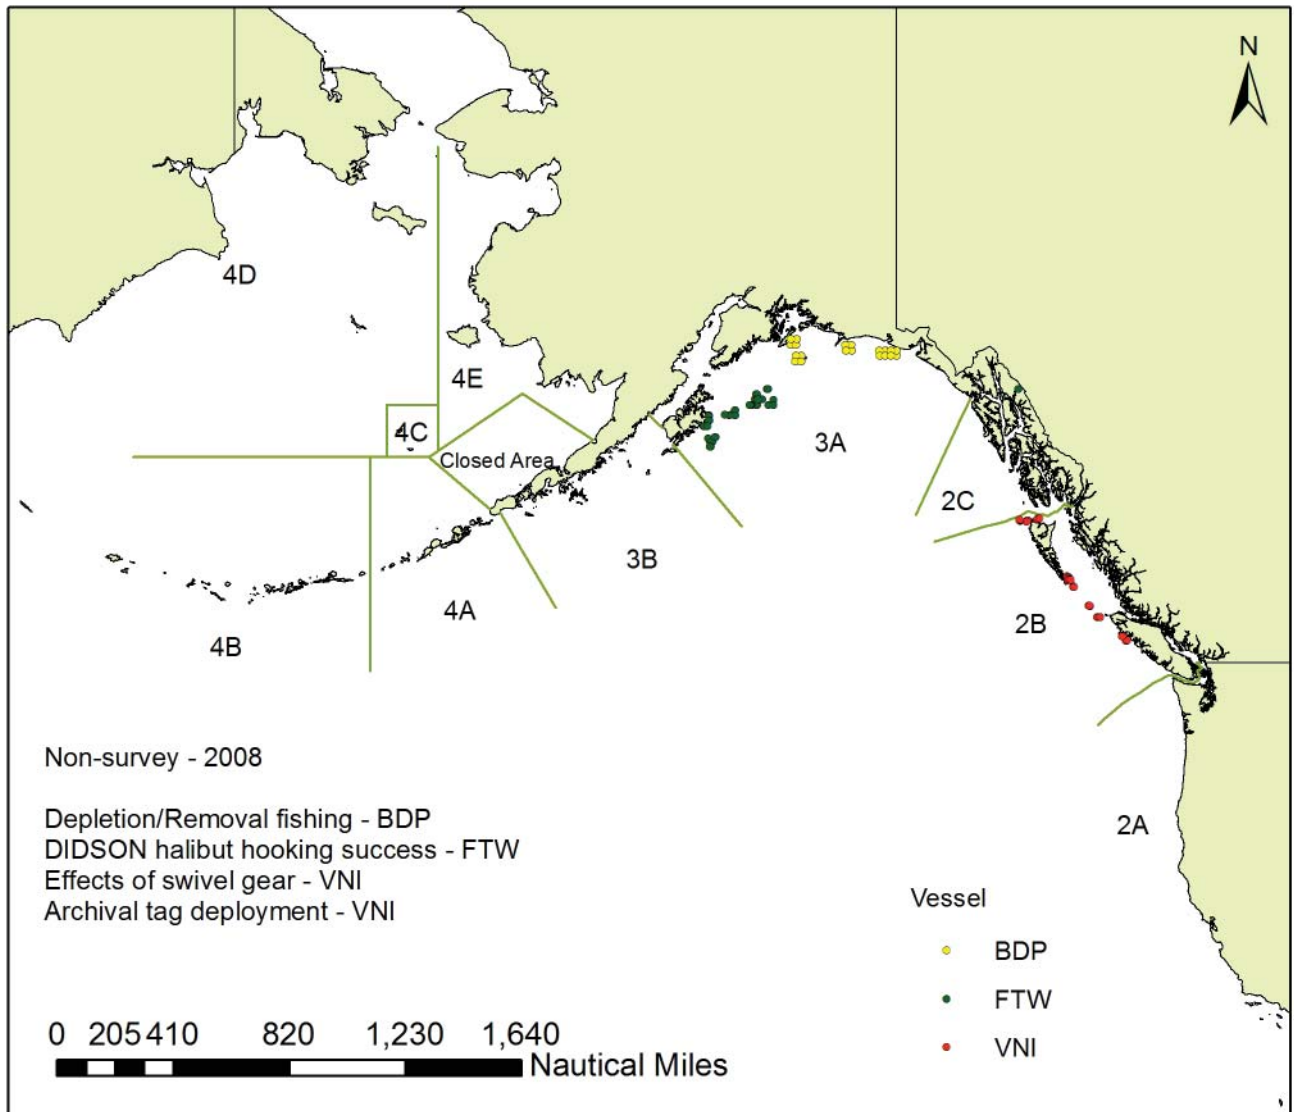 N
4D
4E
4C
Closed Area
3A
2C
3B
4A
4B
2B
2A
Non-survey - 2008
Depletion/Removal fishing - BDP
DIDSON halibut hooking success - FTW
Effects of swivel gear - VNI
Archival tag deployment - VNI
Vessel
BDP
FTW
VNI
0 205 410 820 1,230 1,640
Nautical Miles